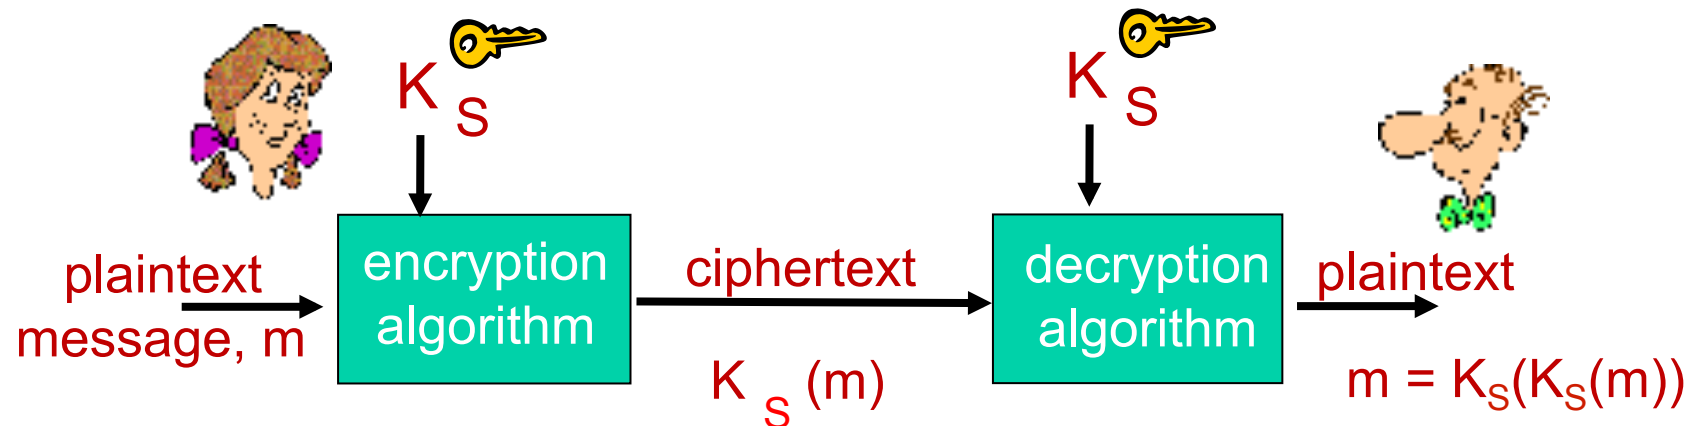 K S
K S
plaintext
message, m
encryption
algorithm
ciphertext
K S (m)
decryption
algorithm
plaintext
m = KS(KS(m))